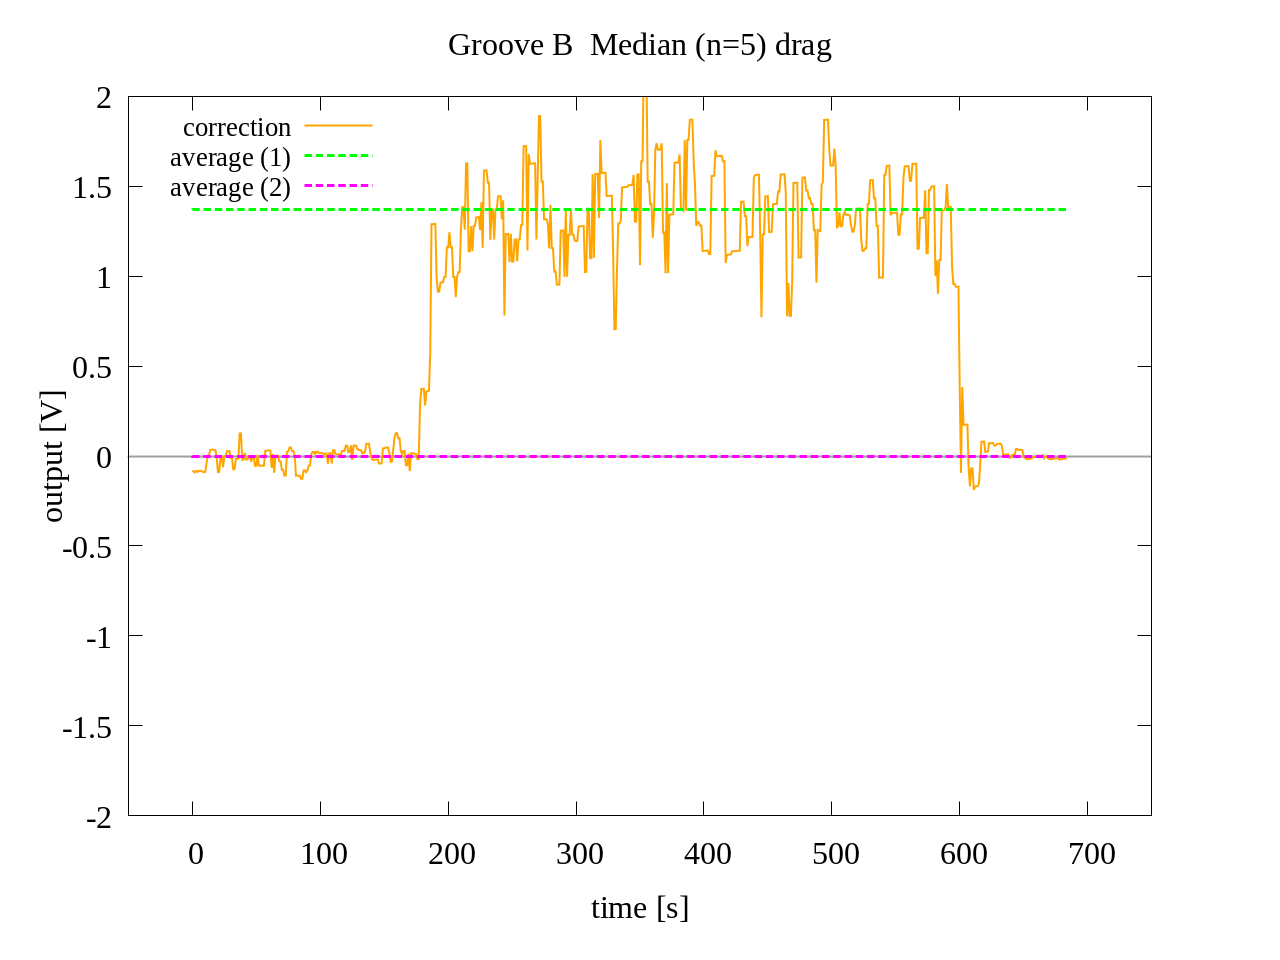 Groove B  Median (n=5) drag
correction
average (1)
average (2)
2
1.5
1
0.5
0
-0.5
-1
-1.5
-2
output [V]
0 100 200 300 400 500 600 700
time [s]